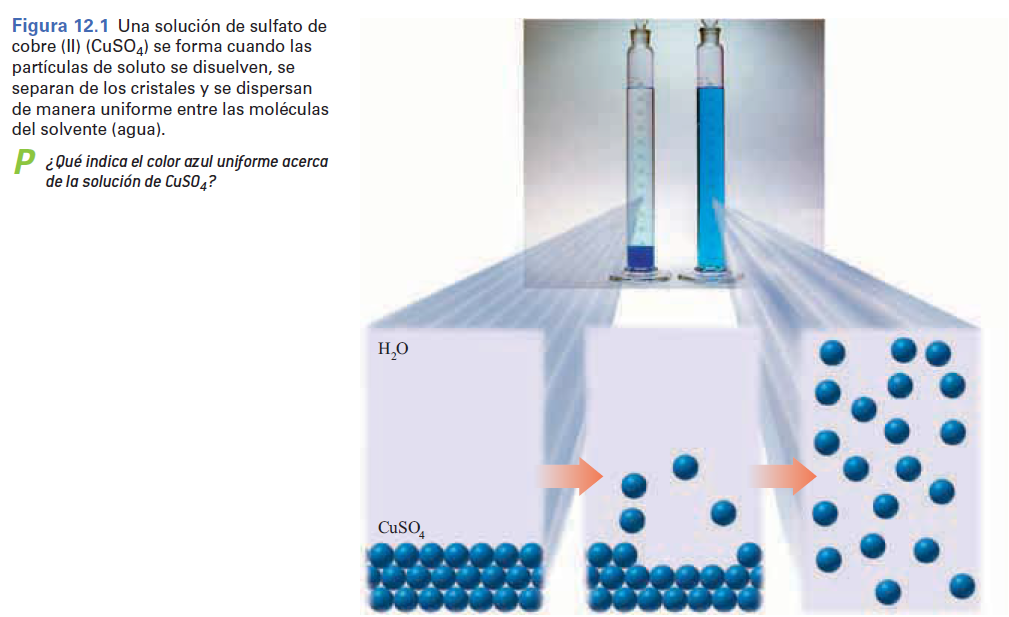 Figura 12.1 Una solución de sulfato de
cobre (II) (CuSO₄) se forma cuando las
partículas de soluto se disuelven, se
separan de los cristales y se dispersan
de manera uniforme entre las moléculas
del solvente (agua).
P ¿Qué indica el color azul uniforme acerca
de la solución de CuSO₄?
H₂O
CuSO₄